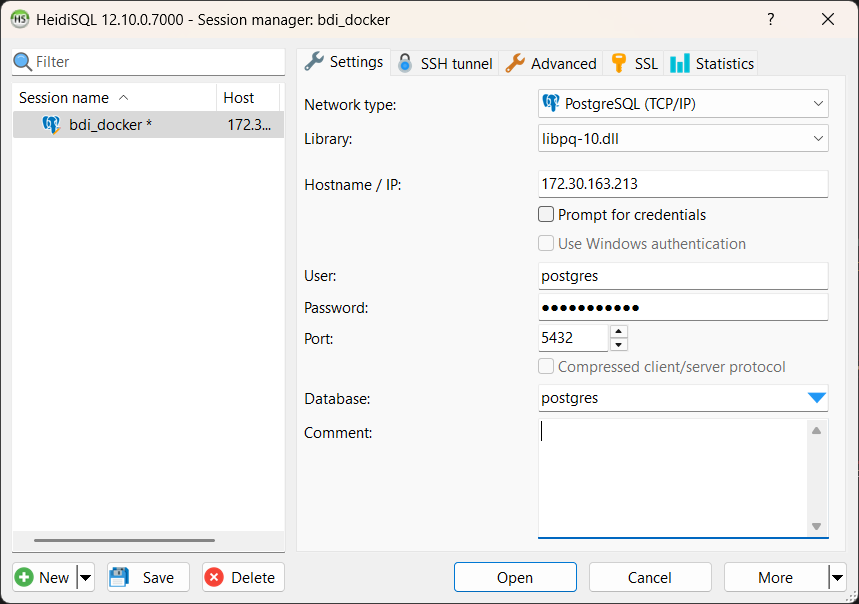 HS HeidiSQL 12.10.0.7000 - Session manager: bdi_docker ?
Filter
Session name Host
bdi_docker * 172.3...
Settings SSH tunnel Advanced SSL Statistics
Network type: PostgreSQL (TCP/IP)
Library: libpq-10.dll
Hostname / IP: 172.30.163.213
Prompt for credentials
Use Windows authentication
User: postgres
Password: ●●●●●●●●●●●
Port: 5432
Compressed client/server protocol
Database: postgres
Comment:
New Save Delete Open Cancel More